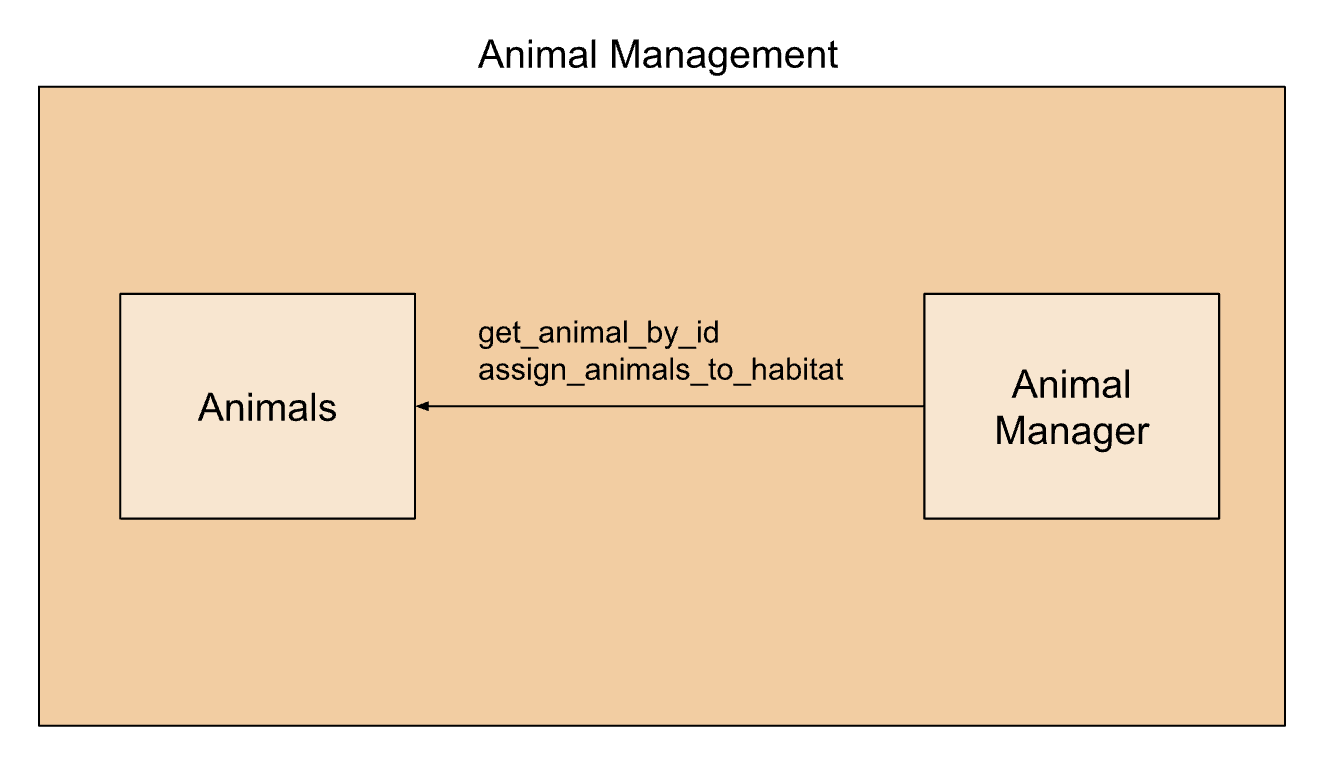 Animal Management
get_animal_by_id
assign_animals_to_habitat
Animals
Animal
Manager